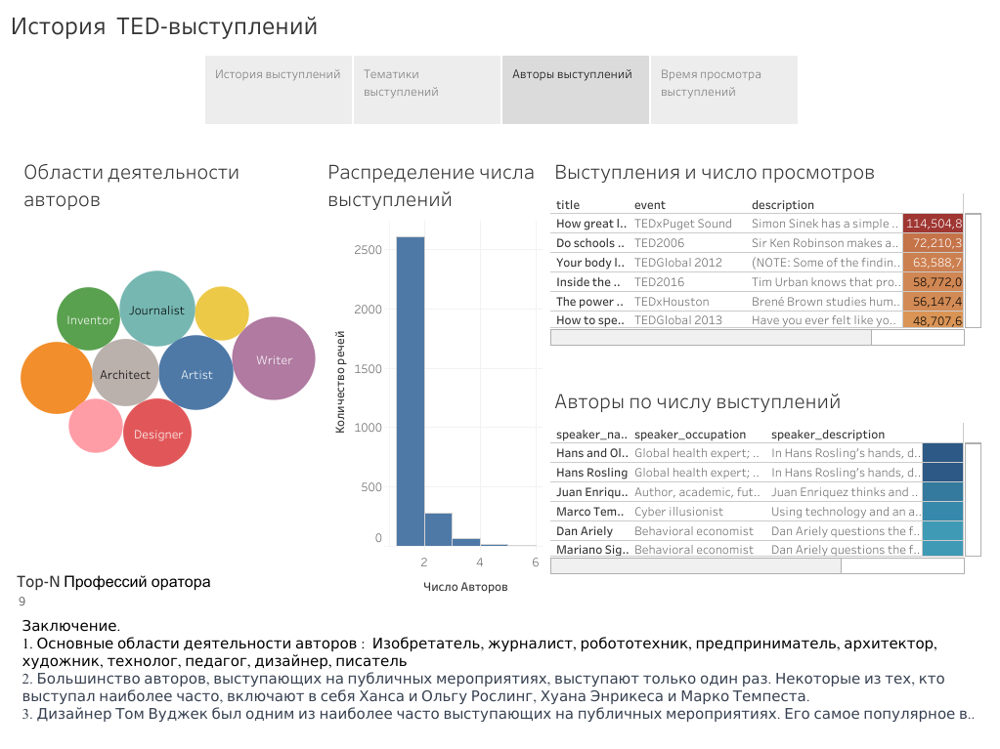 История TED-выступлений
История выступлений
Тематики
выступлений
Авторы выступлений
Время просмотра
выступлений
Области деятельности
авторов
Inventor
Journalist
Architect
Artist
Writer
Designer
Распределение числа
выступлений
Количество речей
2500
2000
1500
1000
500
0
2 4 6
Число Авторов
Выступления и число просмотров
title event description
How great l.. TEDxPuget Sound Simon Sinek has a simple .. 114,504,8
Do schools .. TED2006 Sir Ken Robinson makes a.. 72,210,3
Your body l.. TEDGlobal 2012 (NOTE: Some of the findin.. 63,588,7
Inside the .. TED2016 Tim Urban knows that pro.. 58,772,0
The power .. TEDxHouston Brené Brown studies hum.. 56,147,4
How to spe.. TEDGlobal 2013 Have you ever felt like yo.. 48,707,6
Авторы по числу выступлений
speaker_na.. speaker_occupation speaker_description
Hans and Ol.. Global health expert; .. In Hans Rosling’s hands, d..
Hans Rosling Global health expert; .. In Hans Rosling’s hands, d..
Juan Enriqu.. Author, academic, fut.. Juan Enriquez thinks and ..
Marco Tem.. Cyber illusionist Using technology and an a..
Dan Ariely Behavioral economist Dan Ariely questions the f..
Mariano Sig.. Behavioral economist Dan Ariely questions the f..
Top-N Профессий оратора
9
Заключение.
1. Основные области деятельности авторов : Изобретатель, журналист, робототехник, предприниматель, архитектор,
художник, технолог, педагог, дизайнер, писатель
2. Большинство авторов, выступающих на публичных мероприятиях, выступают только один раз. Некоторые из тех, кто
выступал наиболее часто, включают в себя Ханса и Ольгу Рослинг, Хуана Энрикеса и Марко Темпеста.
3. Дизайнер Том Вуджек был одним из наиболее часто выступающих на публичных мероприятиях. Его самое популярное в..